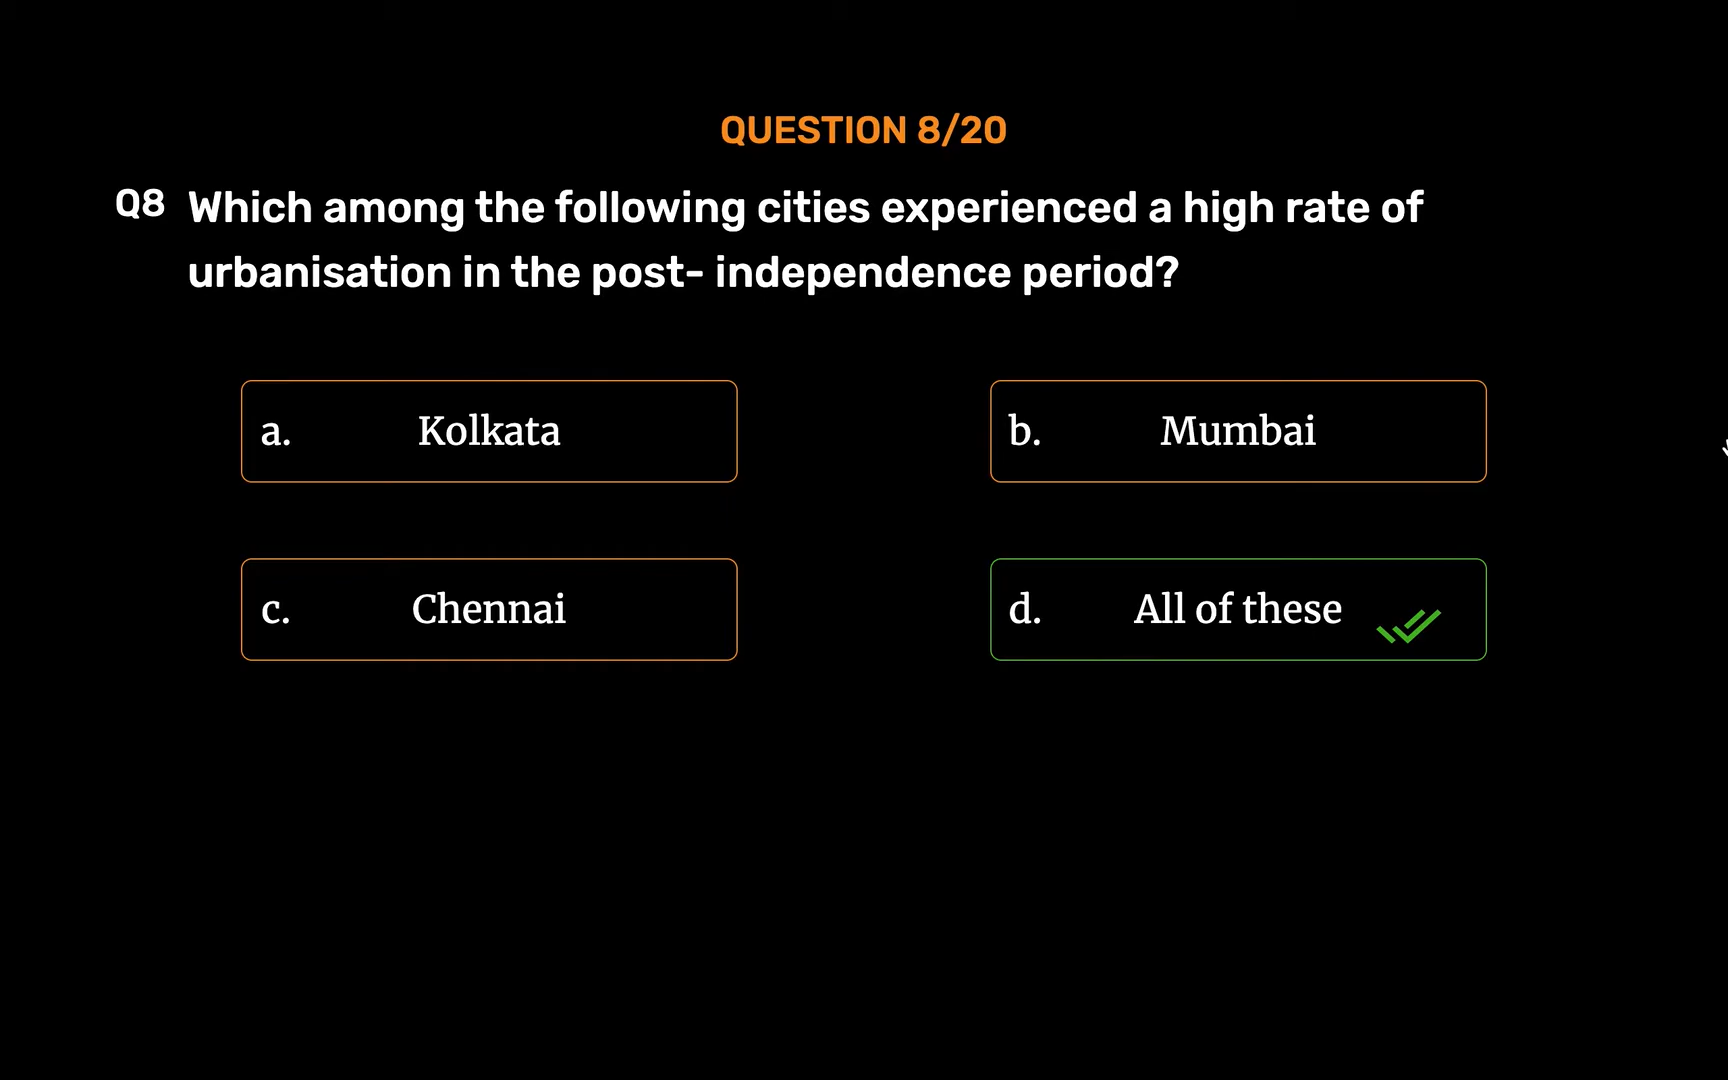 QUESTION 8/20
Q8 Which among the following cities experienced a high rate of
urbanisation in the post- independence period?
a. Kolkata
b. Mumbai
c. Chennai
d. All of these